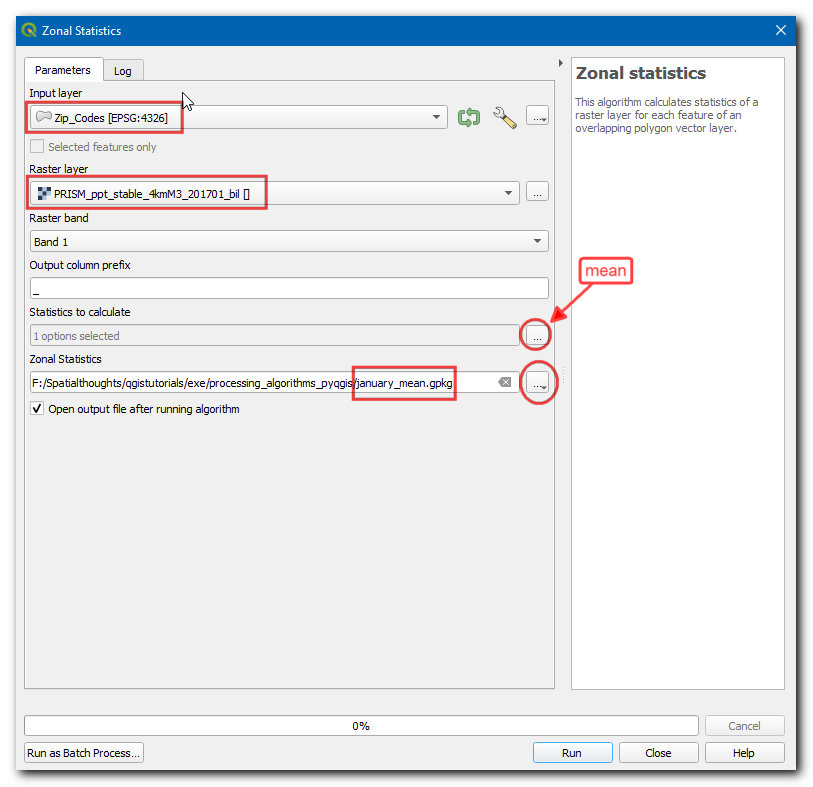 Zonal Statistics
Parameters
Log
Input layer
Zip_Codes [EPSG:4326]
...
Selected features only
Raster layer
PRISM_ppt_stable_4kmM3_201701_bil []
...
Raster band
Band 1
Output column prefix
_
Statistics to calculate
1 options selected
...
Zonal Statistics
F:/Spatialthoughts/qgistutorials/exe/processing_algorithms_pyqgis/january_mean.gpkg
...
Open output file after running algorithm
mean
Zonal statistics
This algorithm calculates statistics of a
raster layer for each feature of an
overlapping polygon vector layer.
0%
Cancel
Run as Batch Process...
Run
Close
Help